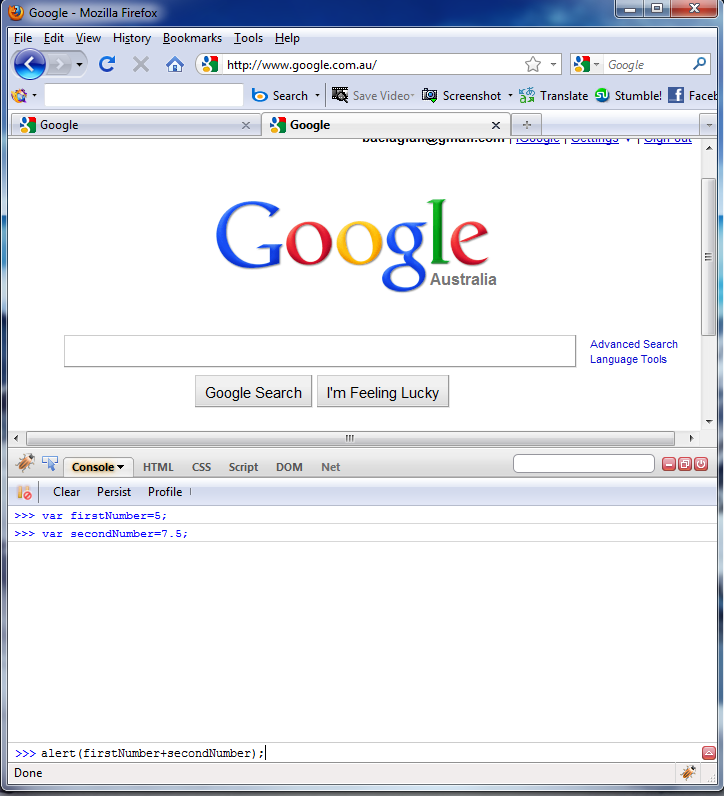 Google - Mozilla Firefox
File Edit View History Bookmarks Tools Help
http://www.google.com.au/ Google
Search Save Video Screenshot Translate Stumble! Faceb
Google Google
| iGoogle | Settings | Sign out
Google
Australia
Advanced Search
Language Tools
Google Search I'm Feeling Lucky
Console HTML CSS Script DOM Net
Clear Persist Profile
>>> var firstNumber=5;
>>> var secondNumber=7.5;
>>> alert(firstNumber+secondNumber);
Done